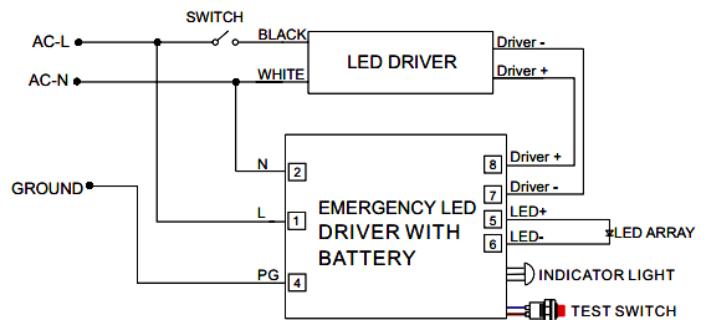 SWITCH
AC-L
BLACK
LED DRIVER
Driver -
AC-N
WHITE
Driver +
N
2
8
Driver +
GROUND
7
Driver -
L
1
EMERGENCY LED
DRIVER WITH
BATTERY
5
LED+
6
LED-
LED ARRAY
PG
4
INDICATOR LIGHT
TEST SWITCH